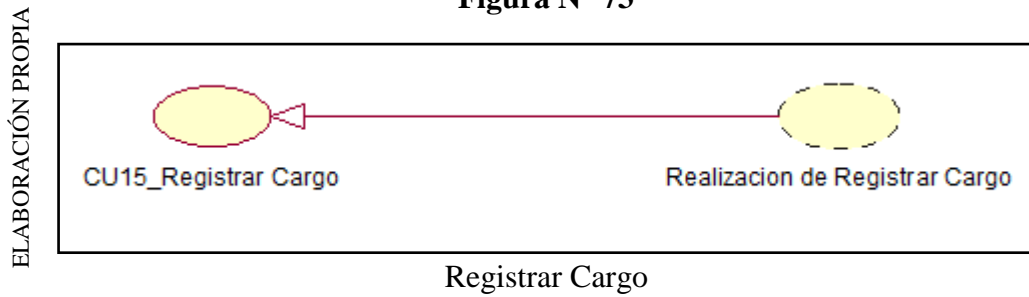 Figura N° 75
ELABORACIÓN PROPIA
CU15_Registrar Cargo
Realizacion de Registrar Cargo
Registrar Cargo